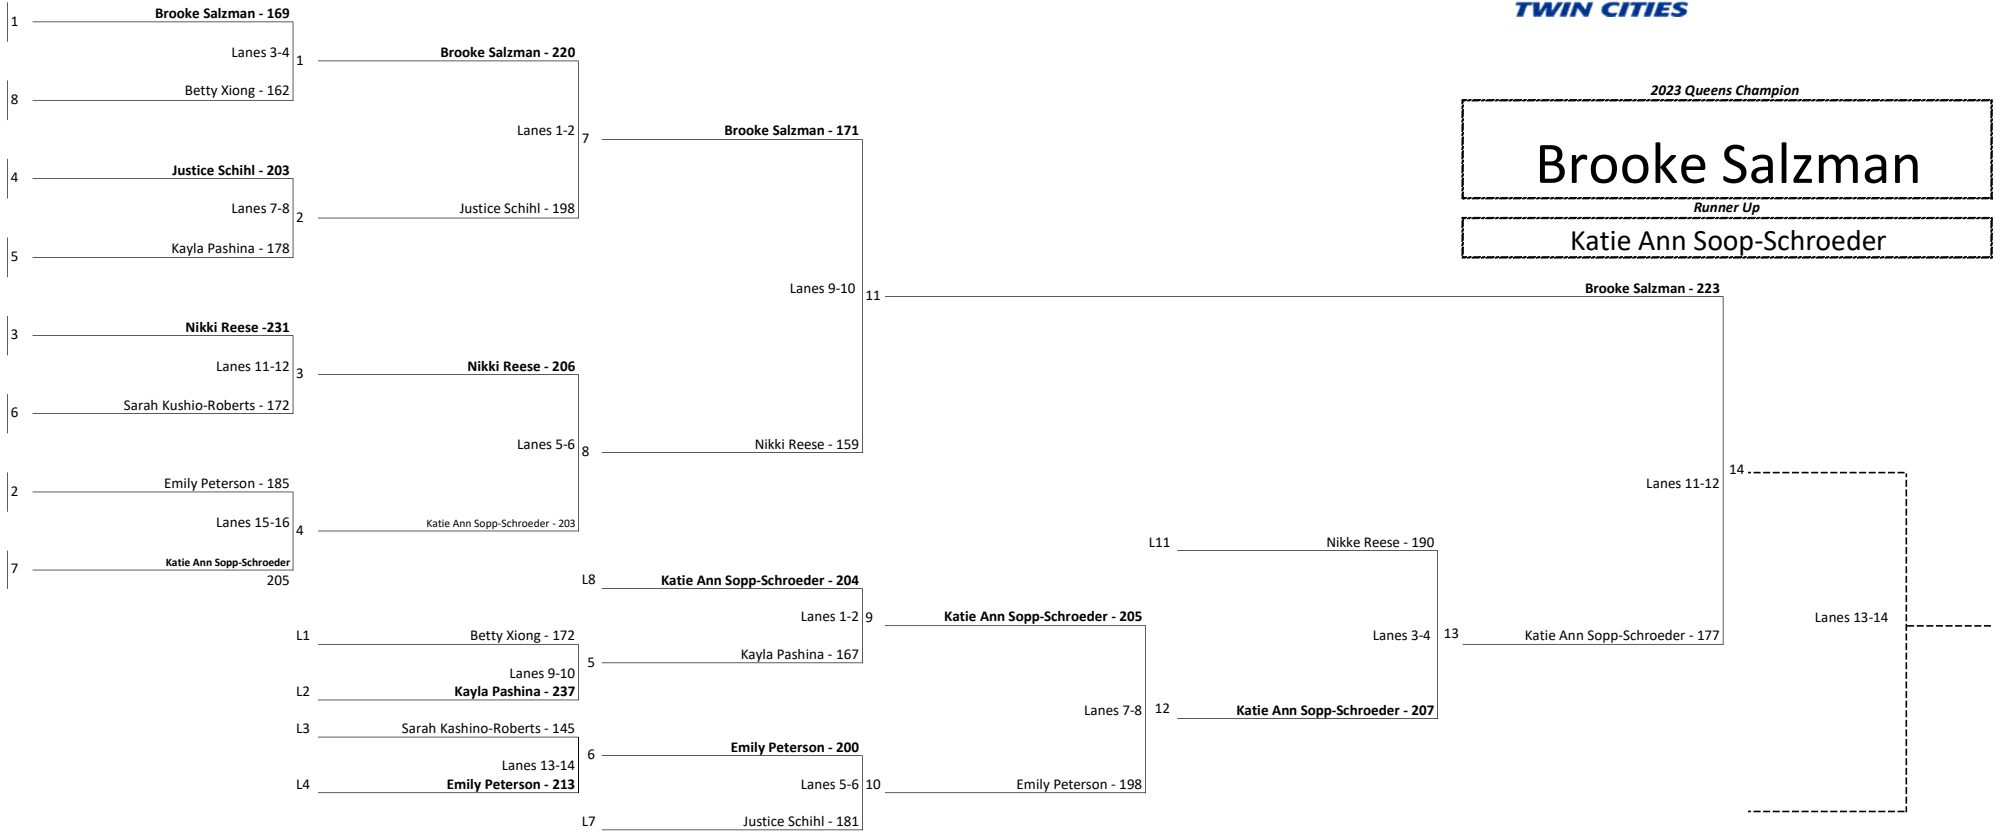 TWIN CITIES
2023 Queens Champion
Brooke Salzman
Runner Up
Katie Ann Soop-Schroeder
1
Brooke Salzman - 169
Lanes 3-4
1
8
Betty Xiong - 162
4
Justice Schihl - 203
Lanes 7-8
2
5
Kayla Pashina - 178
3
Nikki Reese -231
Lanes 11-12
3
6
Sarah Kushio-Roberts - 172
2
Emily Peterson - 185
Lanes 15-16
4
7
Katie Ann Sopp-Schroeder
205
Brooke Salzman - 220
Lanes 1-2
7
Justice Schihl - 198
Nikki Reese - 206
Lanes 5-6
8
Katie Ann Sopp-Schroeder - 203
Brooke Salzman - 171
Lanes 9-10
11
Nikki Reese - 159
L1
Betty Xiong - 172
Lanes 9-10
5
L2
Kayla Pashina - 237
L3
Sarah Kashino-Roberts - 145
Lanes 13-14
6
L4
Emily Peterson - 213
L8
Katie Ann Sopp-Schroeder - 204
Lanes 1-2
9
Kayla Pashina - 167
Emily Peterson - 200
Lanes 5-6
10
L7
Justice Schihl - 181
Katie Ann Sopp-Schroeder - 205
Lanes 7-8
12
Emily Peterson - 198
L11
Nikke Reese - 190
Lanes 3-4
13
Katie Ann Sopp-Schroeder - 207
Brooke Salzman - 223
Lanes 11-12
14
Katie Ann Sopp-Schroeder - 177
Lanes 13-14